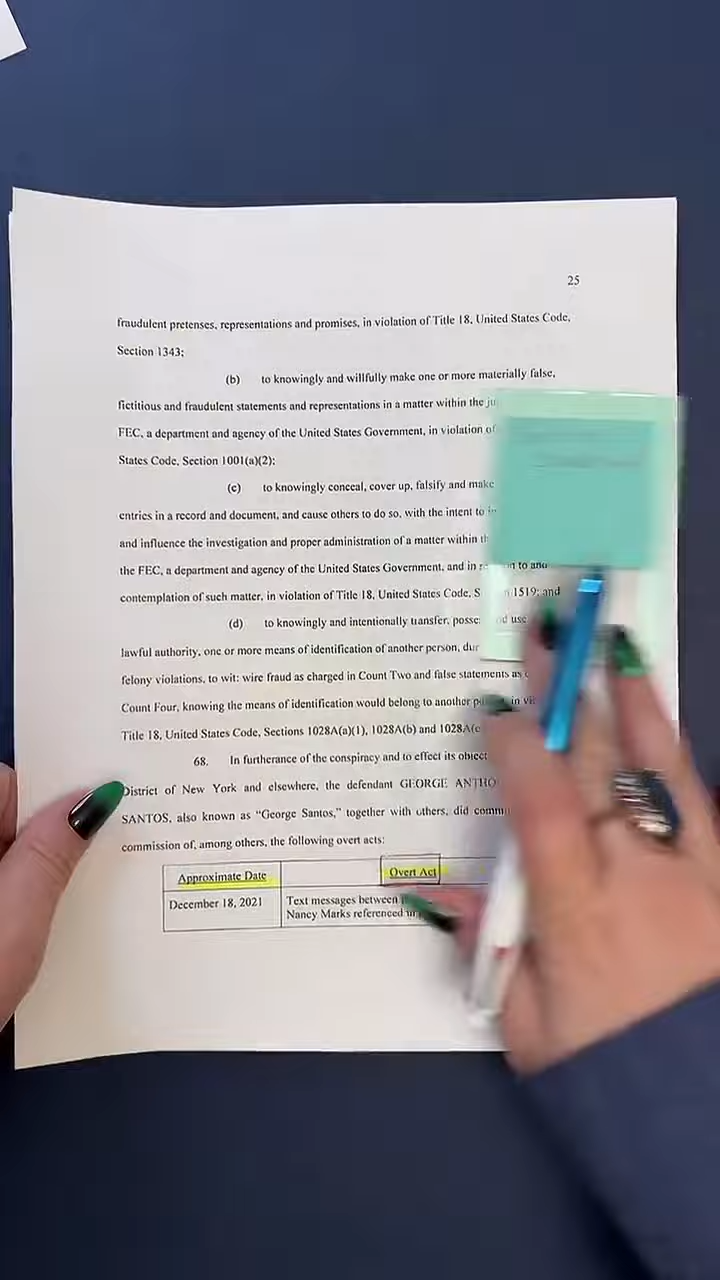 25
fraudulent pretenses, representations and promises, in violation of Title 18, United States Code,
Section 1343;
(b) to knowingly and willfully make one or more materially false,
fictitious and fraudulent statements and representations in a matter within the
FEC, a department and agency of the United States Government, in violation of
States Code, Section 1001(a)(2);
(c) to knowingly conceal, cover up, falsify and make
entries in a record and document, and cause others to do so, with the intent to
and influence the investigation and proper administration of a matter within
the FEC, a department and agency of the United States Government, and in to and
contemplation of such matter, in violation of Title 18, United States Code, 1519; and
(d) to knowingly and intentionally transfer, use
lawful authority, one or more means of identification of another person,
felony violations, to wit: wire fraud as charged in Count Two and false statements as
Count Four, knowing the means of identification would belong to another in
Title 18, United States Code, Sections 1028A(a)(1), 1028A(b) and
68. In furtherance of the conspiracy and to effect its
District of New York and elsewhere, the defendant GEORGE
SANTOS, also known as “George Santos,” together with others, did
commission of, among others, the following overt acts:
Approximate Date Overt Act
December 18, 2021 Text messages between
Nancy Marks referenced